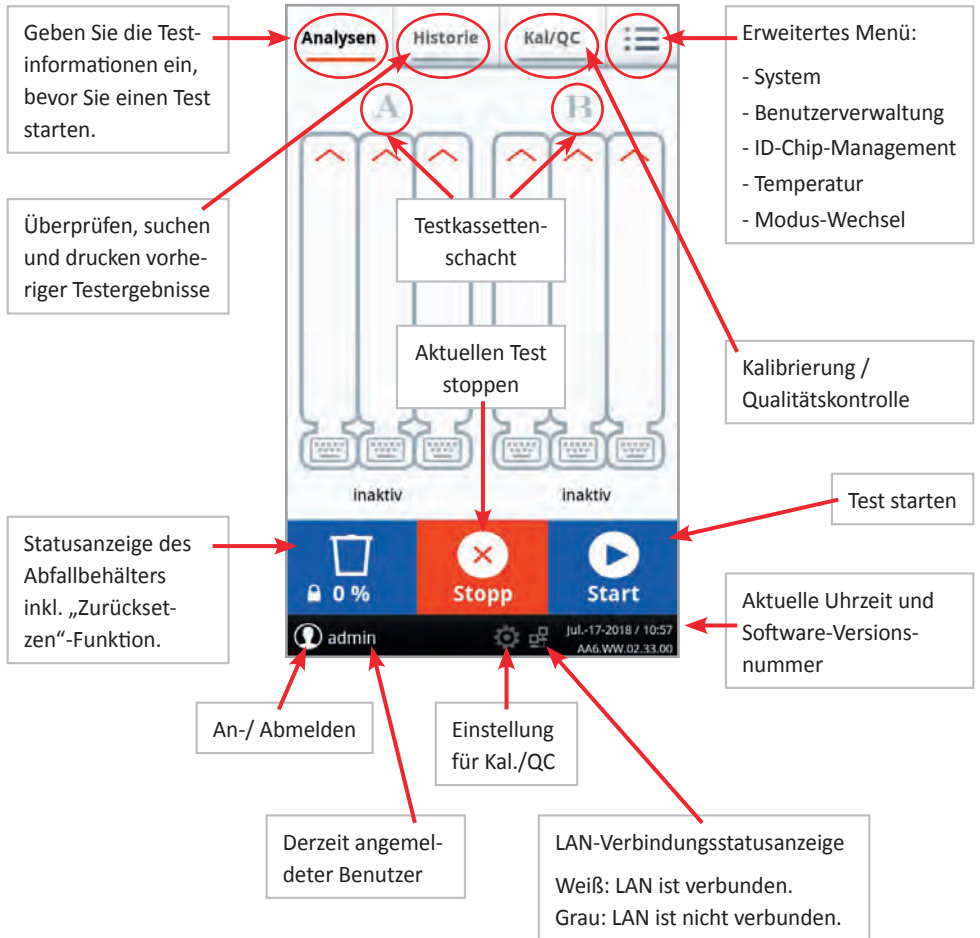 Geben Sie die Test-
informationen ein,
bevor Sie einen Test
starten.
Analysen
Historie
Kal/QC
Erweitertes Menü:
- System
- Benutzerverwaltung
- ID-Chip-Management
- Temperatur
- Modus-Wechsel
A
B
Überprüfen, suchen
und drucken vorhe-
riger Testergebnisse
Testkassetten-
schacht
Aktuellen Test
stoppen
Kalibrierung /
Qualitätskontrolle
inaktiv
inaktiv
Test starten
Statusanzeige des
Abfallbehälters
inkl. „Zurückset-
zen“-Funktion.
0 %
Stopp
Start
Aktuelle Uhrzeit und
Software-Versions-
nummer
admin
Jul.-17-2018 / 10:57
AA6.WW.02.33.00
An-/ Abmelden
Einstellung
für Kal./QC
Derzeit angemel-
deter Benutzer
LAN-Verbindungsstatusanzeige
Weiß: LAN ist verbunden.
Grau: LAN ist nicht verbunden.